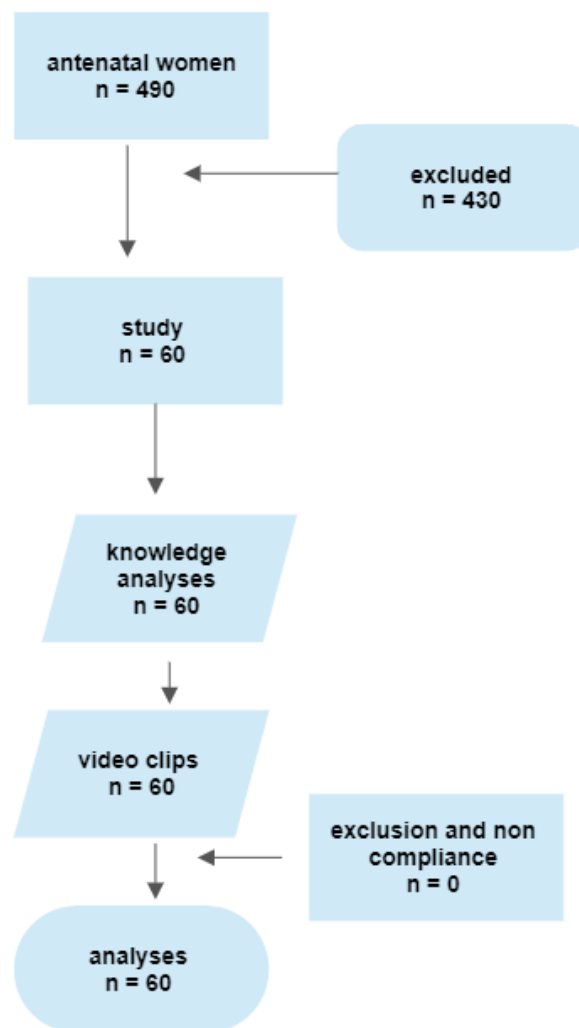 antenatal women
n = 490
excluded
n = 430
study
n = 60
knowledge
analyses
n = 60
video clips
n = 60
exclusion and non
compliance
n = 0
analyses
n = 60